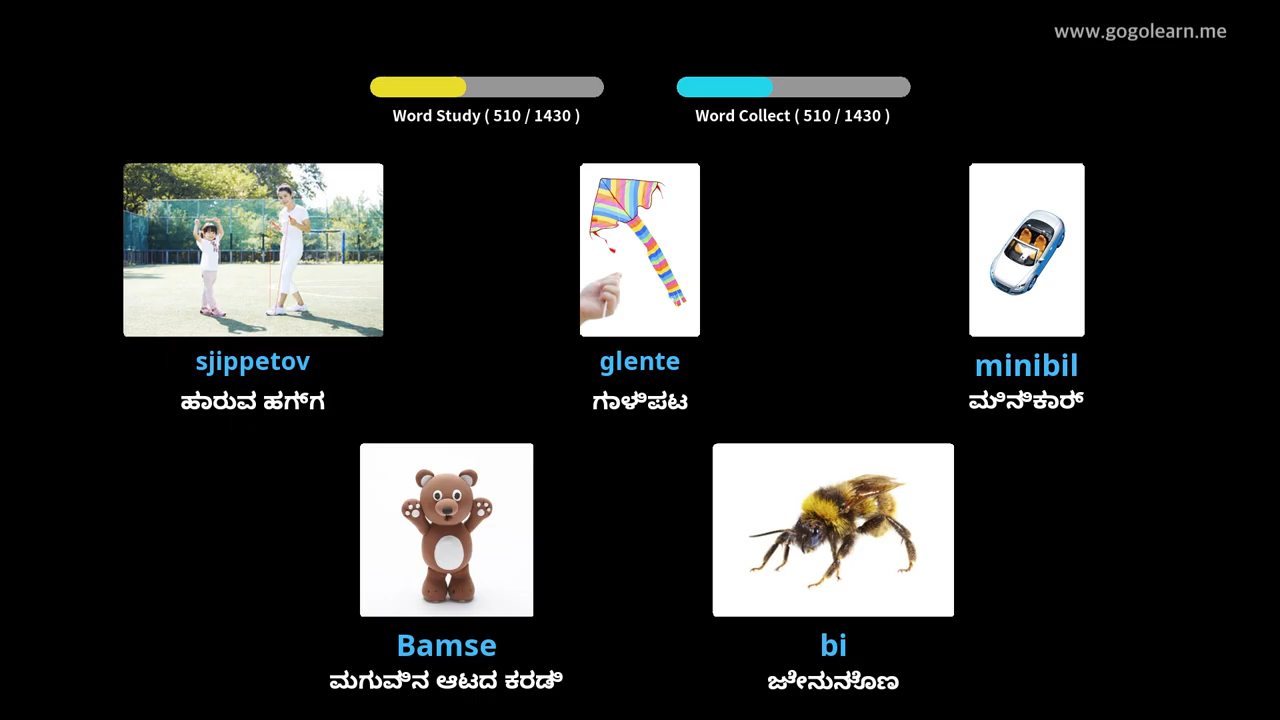 www.gogolearn.me
Word Study ( 510 / 1430 )
Word Collect ( 510 / 1430 )
sjippetov
glente
minibil
ಹಾರುವ ಹಗ್ಗ
ಗಾಳಿಪಟ
ಮಿನಿಕಾರ್
Bamse
bi
ಮಗುವಿನ ಆಟದ ಕರಡಿ
ಜೇನುನೊಣ